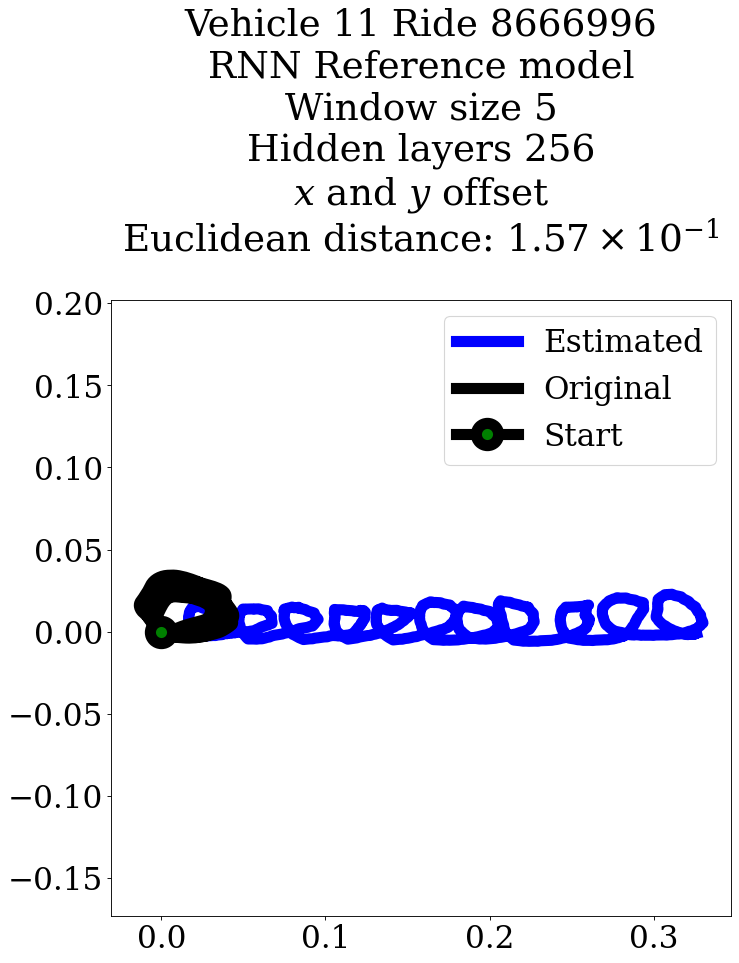 Vehicle 11 Ride 8666996
RNN Reference model
Window size 5
Hidden layers 256
x and y offset
Euclidean distance: 1.57 × 10⁻¹
0.20
0.15
0.10
0.05
0.00
−0.05
−0.10
−0.15
Estimated
Original
Start
0.0 0.1 0.2 0.3